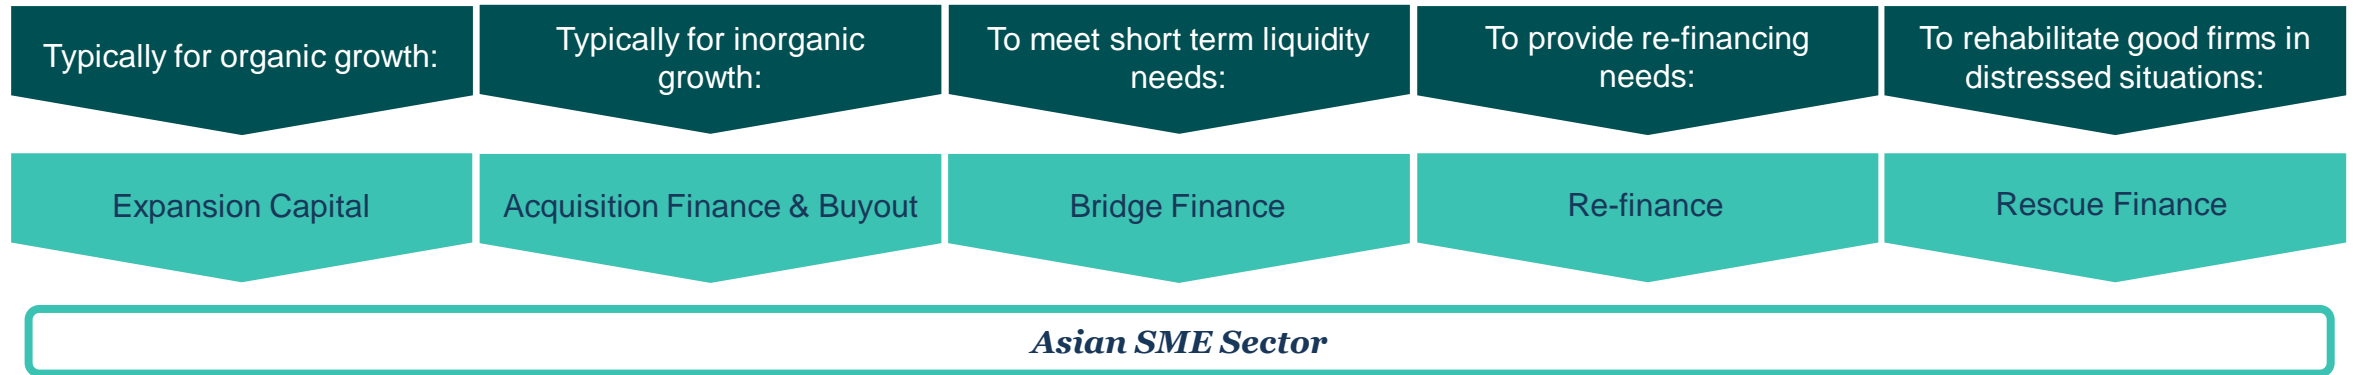 Typically for organic growth:
Typically for inorganic
growth:
To meet short term liquidity
needs:
To provide re-financing
needs:
To rehabilitate good firms in
distressed situations:
Expansion Capital
Acquisition Finance & Buyout
Bridge Finance
Re-finance
Rescue Finance
Asian SME Sector